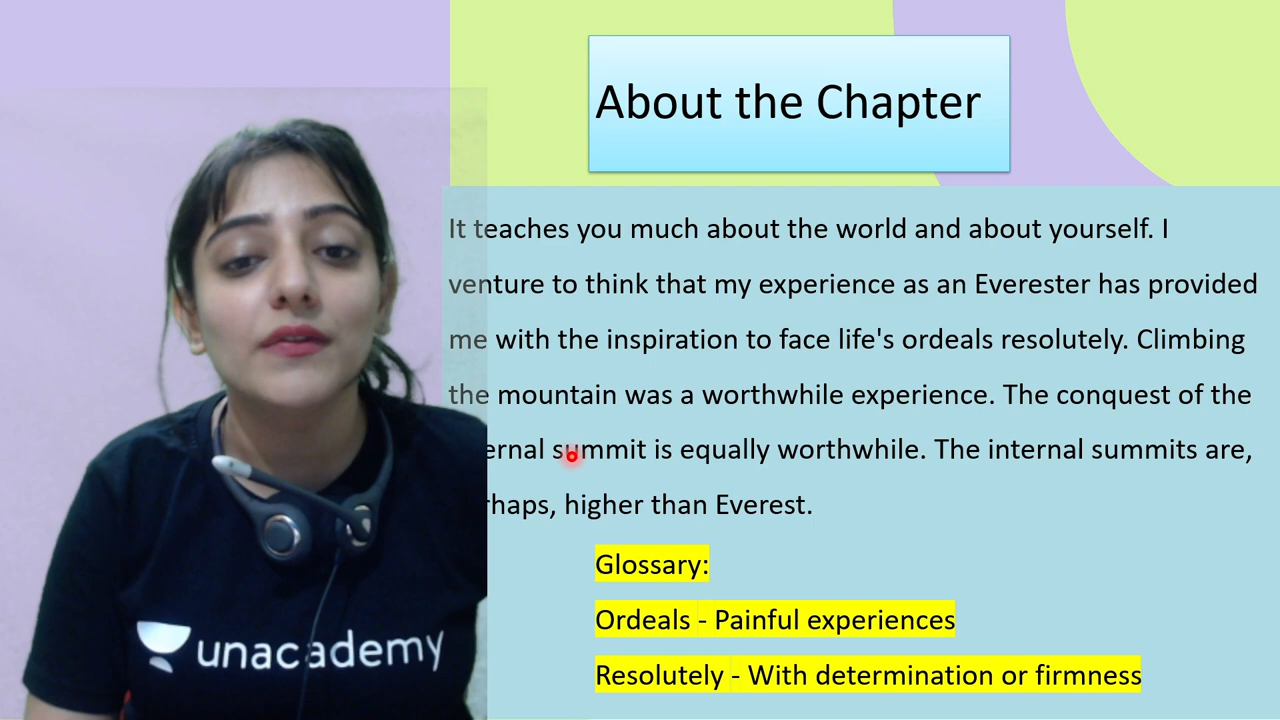 About the Chapter
It teaches you much about the world and about yourself. I
venture to think that my experience as an Everester has provided
me with the inspiration to face life's ordeals resolutely. Climbing
the mountain was a worthwhile experience. The conquest of the
summit is equally worthwhile. The internal summits are,
higher than Everest.
Glossary:
Ordeals - Painful experiences
Resolutely - With determination or firmness
unacademy